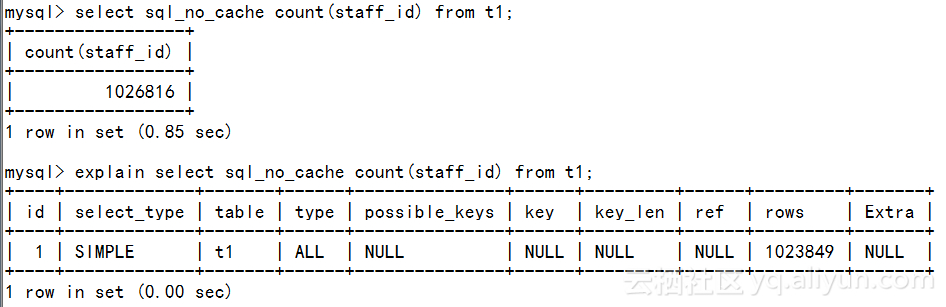 mysql> select sql_no_cache count(staff_id) from t1;
+-----------------+
| count(staff_id) |
+-----------------+
|         1026816 |
+-----------------+
1 row in set (0.85 sec)
mysql> explain select sql_no_cache count(staff_id) from t1;
+----+-------------+-------+------+---------------+------+---------+------+---------+-------+
| id | select_type | table | type | possible_keys | key | key_len | ref | rows | Extra |
+----+-------------+-------+------+---------------+------+---------+------+---------+-------+
| 1 | SIMPLE | t1 | ALL | NULL | NULL | NULL | NULL | 1023849 | NULL |
+----+-------------+-------+------+---------------+------+---------+------+---------+-------+
1 row in set (0.00 sec)
云栖社区 yq.aliyun.com